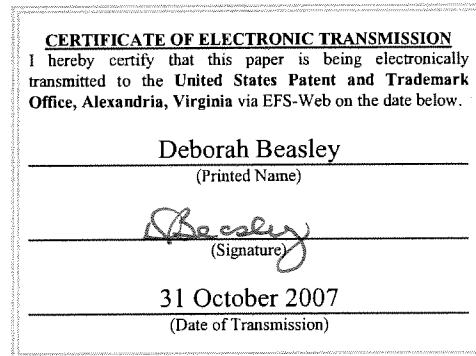 CERTIFICATE OF ELECTRONIC TRANSMISSION
I hereby certify that this paper is being electronically
transmitted to the United States Patent and Trademark
Office, Alexandria, Virginia via EFS-Web on the date below.
Deborah Beasley
(Printed Name)
DBeasley
(Signature)
31 October 2007
(Date of Transmission)